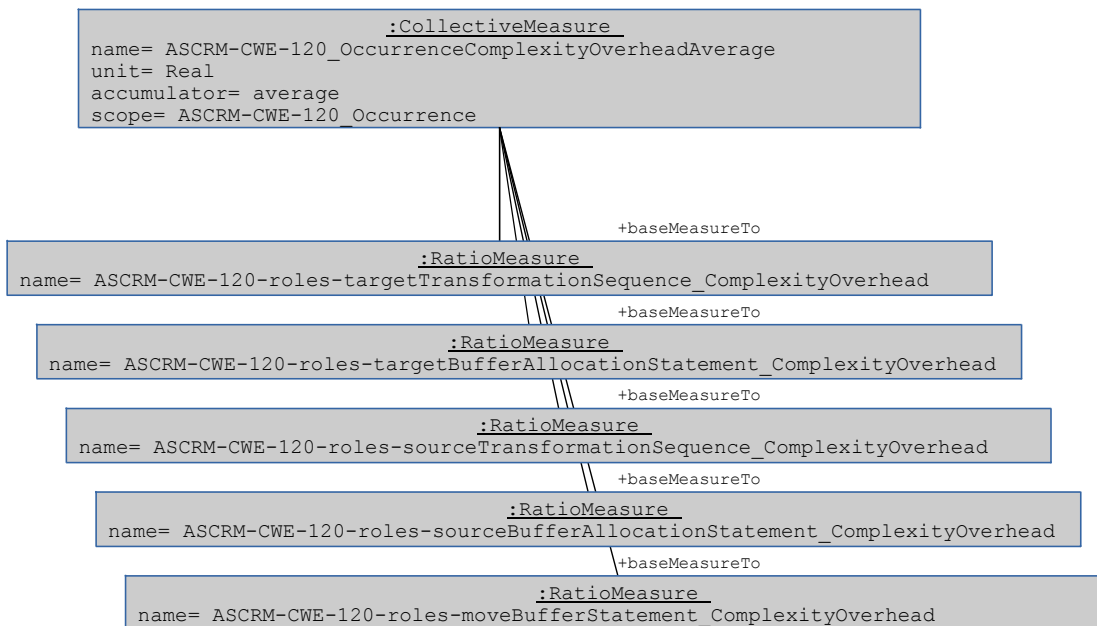 :CollectiveMeasure
name= ASCRM-CWE-120_OccurrenceComplexityOverheadAverage
unit= Real
accumulator= average
scope= ASCRM-CWE-120_Occurrence
+baseMeasureTo
:RatioMeasure
name= ASCRM-CWE-120-roles-targetTransformationSequence_ComplexityOverhead
+baseMeasureTo
:RatioMeasure
name= ASCRM-CWE-120-roles-targetBufferAllocationStatement_ComplexityOverhead
+baseMeasureTo
:RatioMeasure
name= ASCRM-CWE-120-roles-sourceTransformationSequence_ComplexityOverhead
+baseMeasureTo
:RatioMeasure
name= ASCRM-CWE-120-roles-sourceBufferAllocationStatement_ComplexityOverhead
+baseMeasureTo
:RatioMeasure
name= ASCRM-CWE-120-roles-moveBufferStatement_ComplexityOverhead